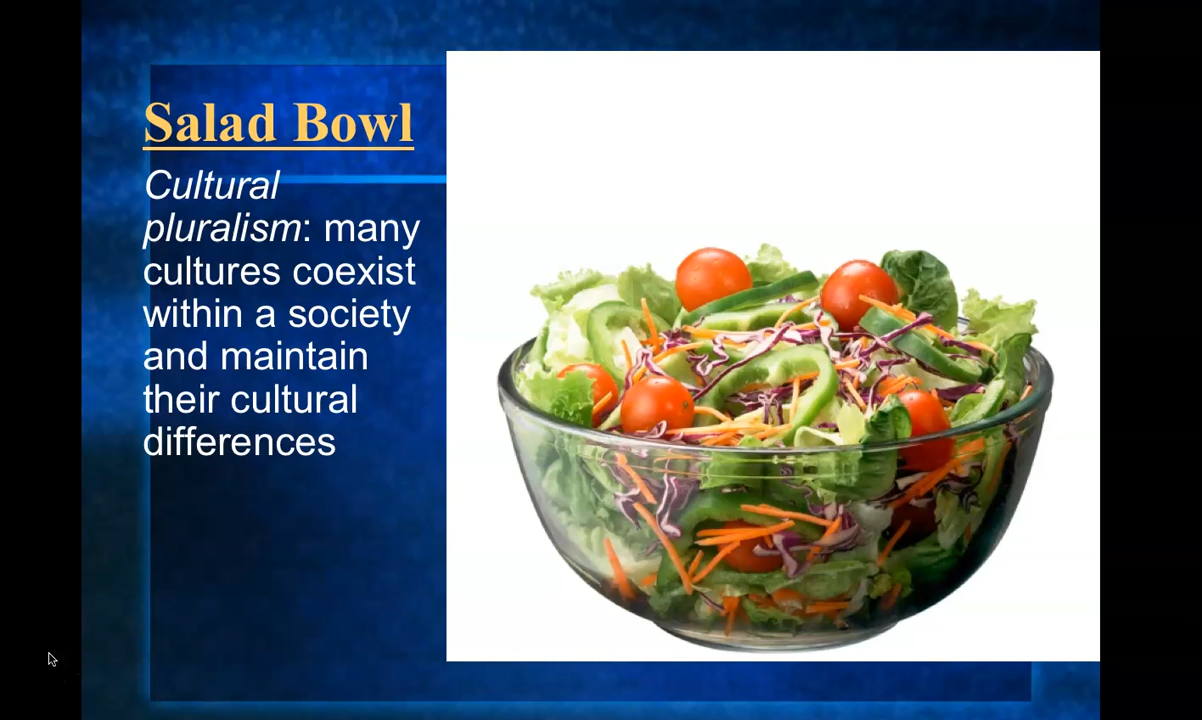 Salad Bowl
Cultural
pluralism: many
cultures coexist
within a society
and maintain
their cultural
differences